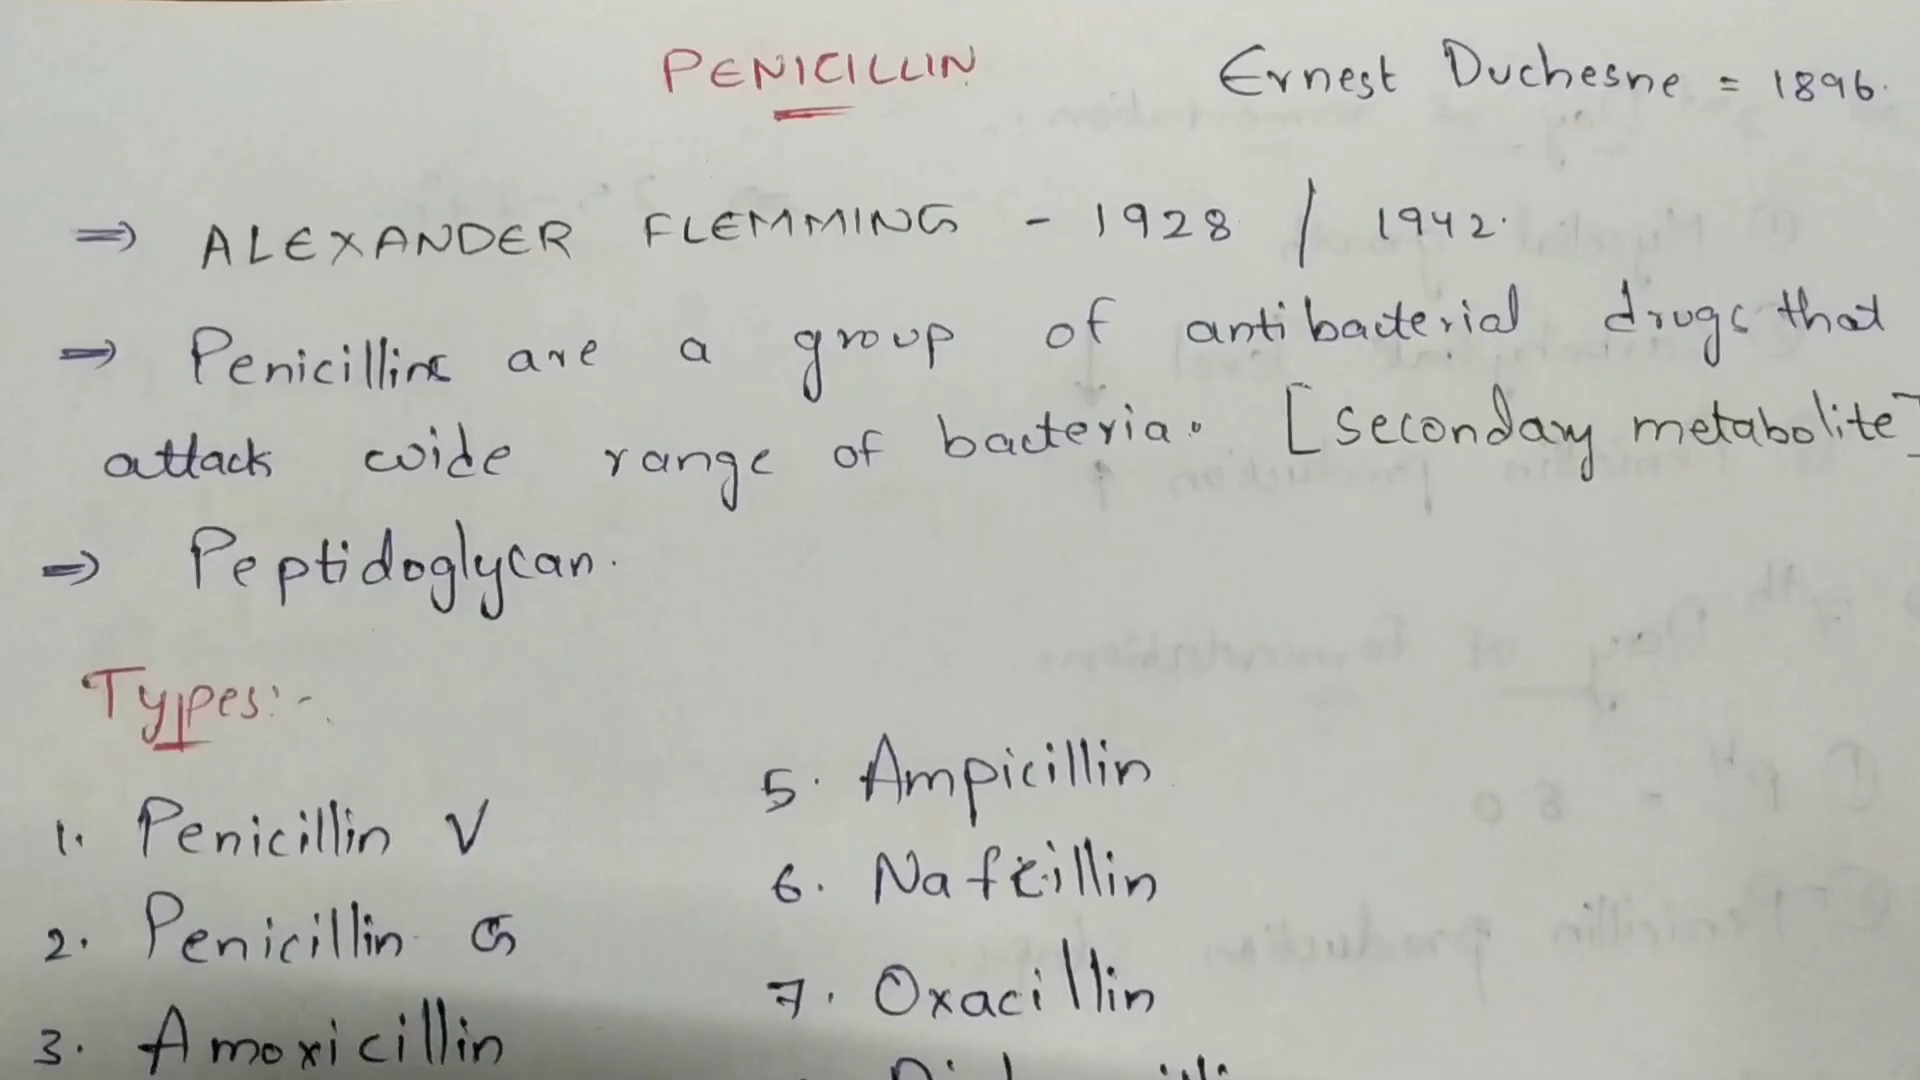 PENICILLIN Ernest Duchesne = 1896.
⇒ ALEXANDER FLEMMING - 1928 / 1942.
⇒ Penicillins are a group of antibacterial drugs that
attack wide range of bacteria. [secondary metabolite]
⇒ Peptidoglycan.
Types:-
1. Penicillin V
2. Penicillin G
3. Amoxicillin
5. Ampicillin
6. Nafcillin
7. Oxacillin